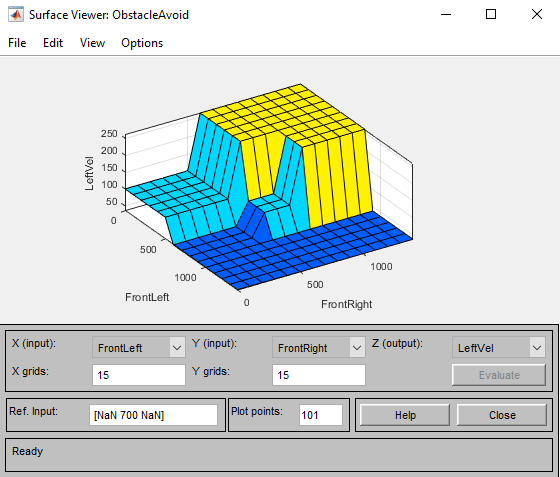 Surface Viewer: ObstacleAvoid
File Edit View Options
250
200
150
100
50
LeftVel
0
500
1000
FrontLeft
0
500
1000
FrontRight
X (input): FrontLeft Y (input): FrontRight Z (output): LeftVel
X grids: 15 Y grids: 15 Evaluate
Ref. Input: [NaN 700 NaN] Plot points: 101 Help Close
Ready